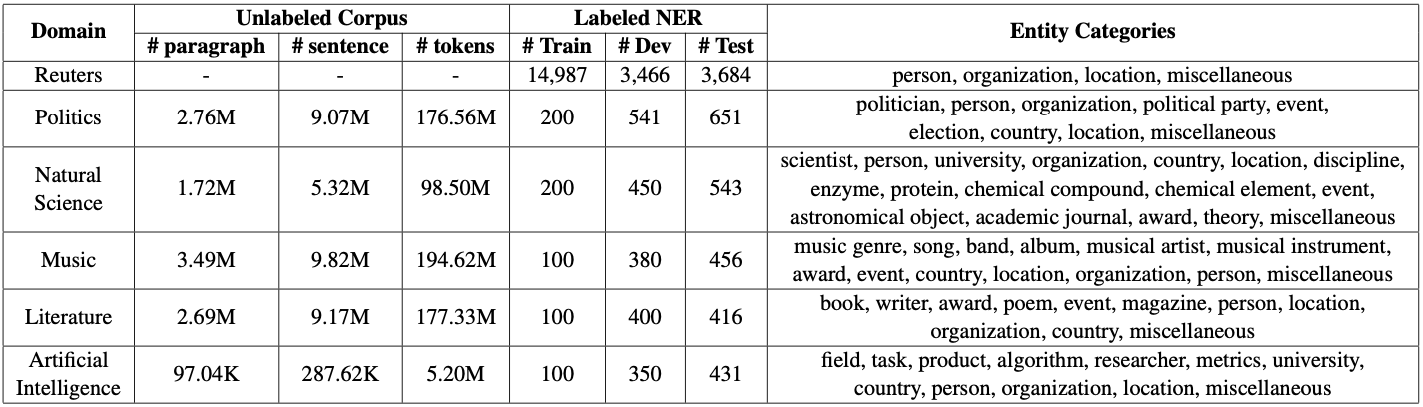 Domain Unlabeled Corpus Labeled NER Entity Categories
# paragraph # sentence # tokens # Train # Dev # Test
Reuters - - - 14,987 3,466 3,684 person, organization, location, miscellaneous
Politics 2.76M 9.07M 176.56M 200 541 651 politician, person, organization, political party, event,
election, country, location, miscellaneous
Natural Science 1.72M 5.32M 98.50M 200 450 543 scientist, person, university, organization, country, location, discipline,
enzyme, protein, chemical compound, chemical element, event,
astronomical object, academic journal, award, theory, miscellaneous
Music 3.49M 9.82M 194.62M 100 380 456 music genre, song, band, album, musical artist, musical instrument,
award, event, country, location, organization, person, miscellaneous
Literature 2.69M 9.17M 177.33M 100 400 416 book, writer, award, poem, event, magazine, person, location,
organization, country, miscellaneous
Artificial Intelligence 97.04K 287.62K 5.20M 100 350 431 field, task, product, algorithm, researcher, metrics, university,
country, person, organization, location, miscellaneous